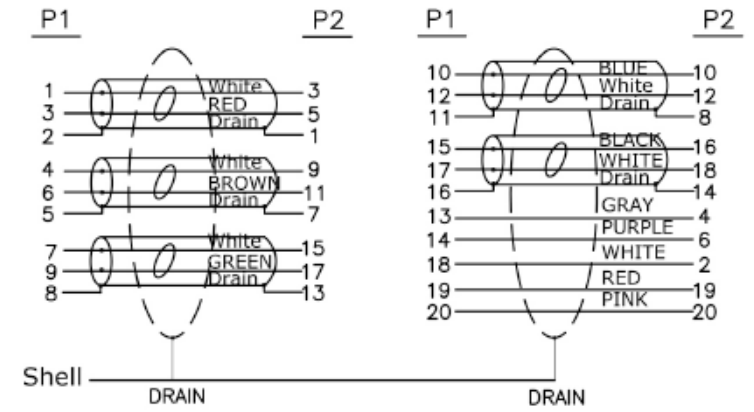 P1 P2
1 White 3
3 RED 5
2 Drain 1
4 White 9
6 BROWN 11
5 Drain 7
7 White 15
9 GREEN 17
8 Drain 13
P1 P2
10 BLUE 10
12 White 12
11 Drain 8
15 BLACK 16
17 WHITE 18
16 Drain 14
13 GRAY 4
14 PURPLE 6
18 WHITE 2
19 RED 19
20 PINK 20
Shell
DRAIN DRAIN